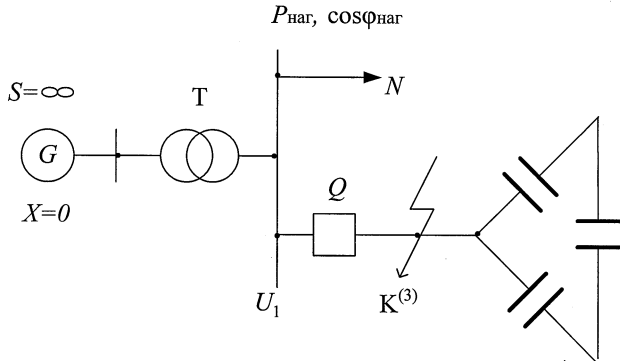 Pнаг, cosφнаг
S=∞
T
N
G
X=0
Q
U₁
K⁽³⁾